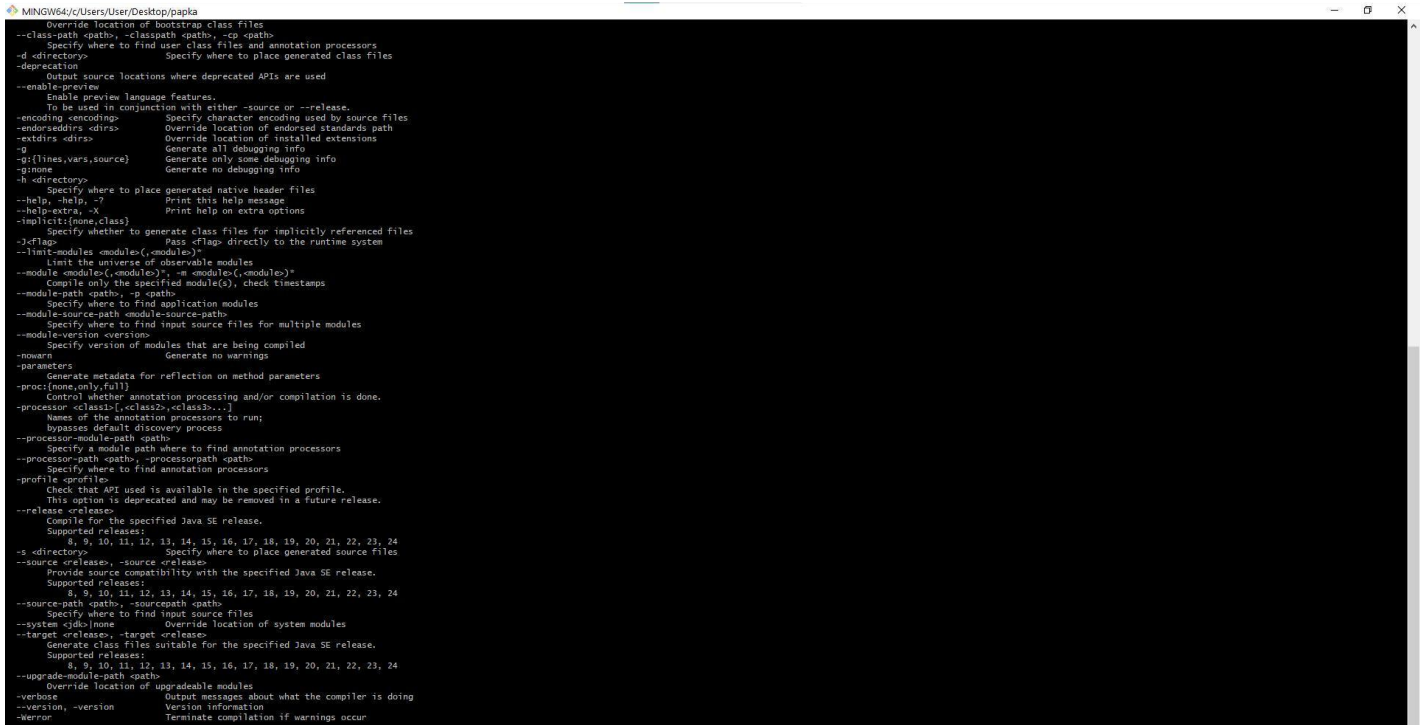 MINGW64:/c/Users/User/Desktop/papka
Override location of bootstrap class files
--class-path <path>, -classpath <path>, -cp <path>
Specify where to find user class files and annotation processors
-d <directory> Specify where to place generated class files
-deprecation
Output source locations where deprecated APIs are used
--enable-preview
Enable preview language features.
To be used in conjunction with either -source or --release.
-encoding <encoding> Specify character encoding used by source files
-endorseddirs <dirs> Override location of endorsed standards path
-extdirs <dirs> Override location of installed extensions
-g Generate all debugging info
-g:{lines,vars,source} Generate only some debugging info
-g:none Generate no debugging info
-h <directory>
Specify where to place generated native header files
--help, -help, -? Print this help message
--help-extra, -X Print help on extra options
-implicit:{none,class}
Specify whether to generate class files for implicitly referenced files
-J<flag> Pass <flag> directly to the runtime system
--limit-modules <module>(,<module>)*
Limit the universe of observable modules
--module <module>(,<module>)*, -m <module>(,<module>)*
Compile only the specified module(s), check timestamps
--module-path <path>, -p <path>
Specify where to find application modules
--module-source-path <module-source-path>
Specify where to find input source files for multiple modules
--module-version <version>
Specify version of modules that are being compiled
-nowarn Generate no warnings
-parameters
Generate metadata for reflection on method parameters
-proc:{none,only,full}
Control whether annotation processing and/or compilation is done.
-processor <class1>[,<class2>,<class3>...]
Names of the annotation processors to run;
bypasses default discovery process
--processor-module-path <path>
Specify a module path where to find annotation processors
--processor-path <path>, -processorpath <path>
Specify where to find annotation processors
-profile <profile>
Check that API used is available in the specified profile.
This option is deprecated and may be removed in a future release.
--release <release>
Compile for the specified Java SE release.
Supported releases:
8, 9, 10, 11, 12, 13, 14, 15, 16, 17, 18, 19, 20, 21, 22, 23, 24
-s <directory> Specify where to place generated source files
--source <release>, -source <release>
Provide source compatibility with the specified Java SE release.
Supported releases:
8, 9, 10, 11, 12, 13, 14, 15, 16, 17, 18, 19, 20, 21, 22, 23, 24
--source-path <path>, -sourcepath <path>
Specify where to find input source files
--system <jdk>|none Override location of system modules
--target <release>, -target <release>
Generate class files suitable for the specified Java SE release.
Supported releases:
8, 9, 10, 11, 12, 13, 14, 15, 16, 17, 18, 19, 20, 21, 22, 23, 24
--upgrade-module-path <path>
Override location of upgradeable modules
-verbose Output messages about what the compiler is doing
--version, -version Version information
-Werror Terminate compilation if warnings occur